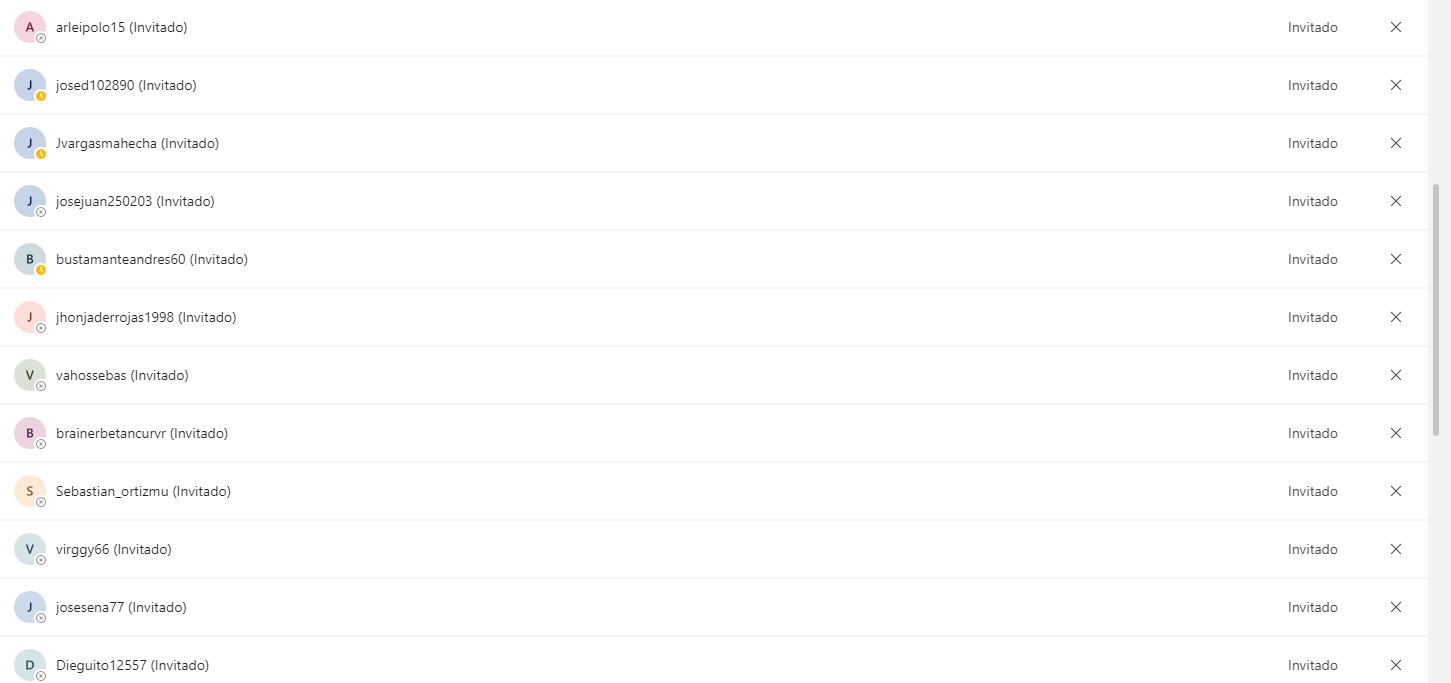 A arleipolo15 (Invitado) Invitado
J josed102890 (Invitado) Invitado
J Jvargasmahecha (Invitado) Invitado
J josejuan250203 (Invitado) Invitado
B bustamanteandres60 (Invitado) Invitado
J jhonjaderrojas1998 (Invitado) Invitado
V vahossebas (Invitado) Invitado
B brainerbetancurvr (Invitado) Invitado
S Sebastian_ortizmu (Invitado) Invitado
V virggy66 (Invitado) Invitado
J josesena77 (Invitado) Invitado
D Dieguito12557 (Invitado) Invitado